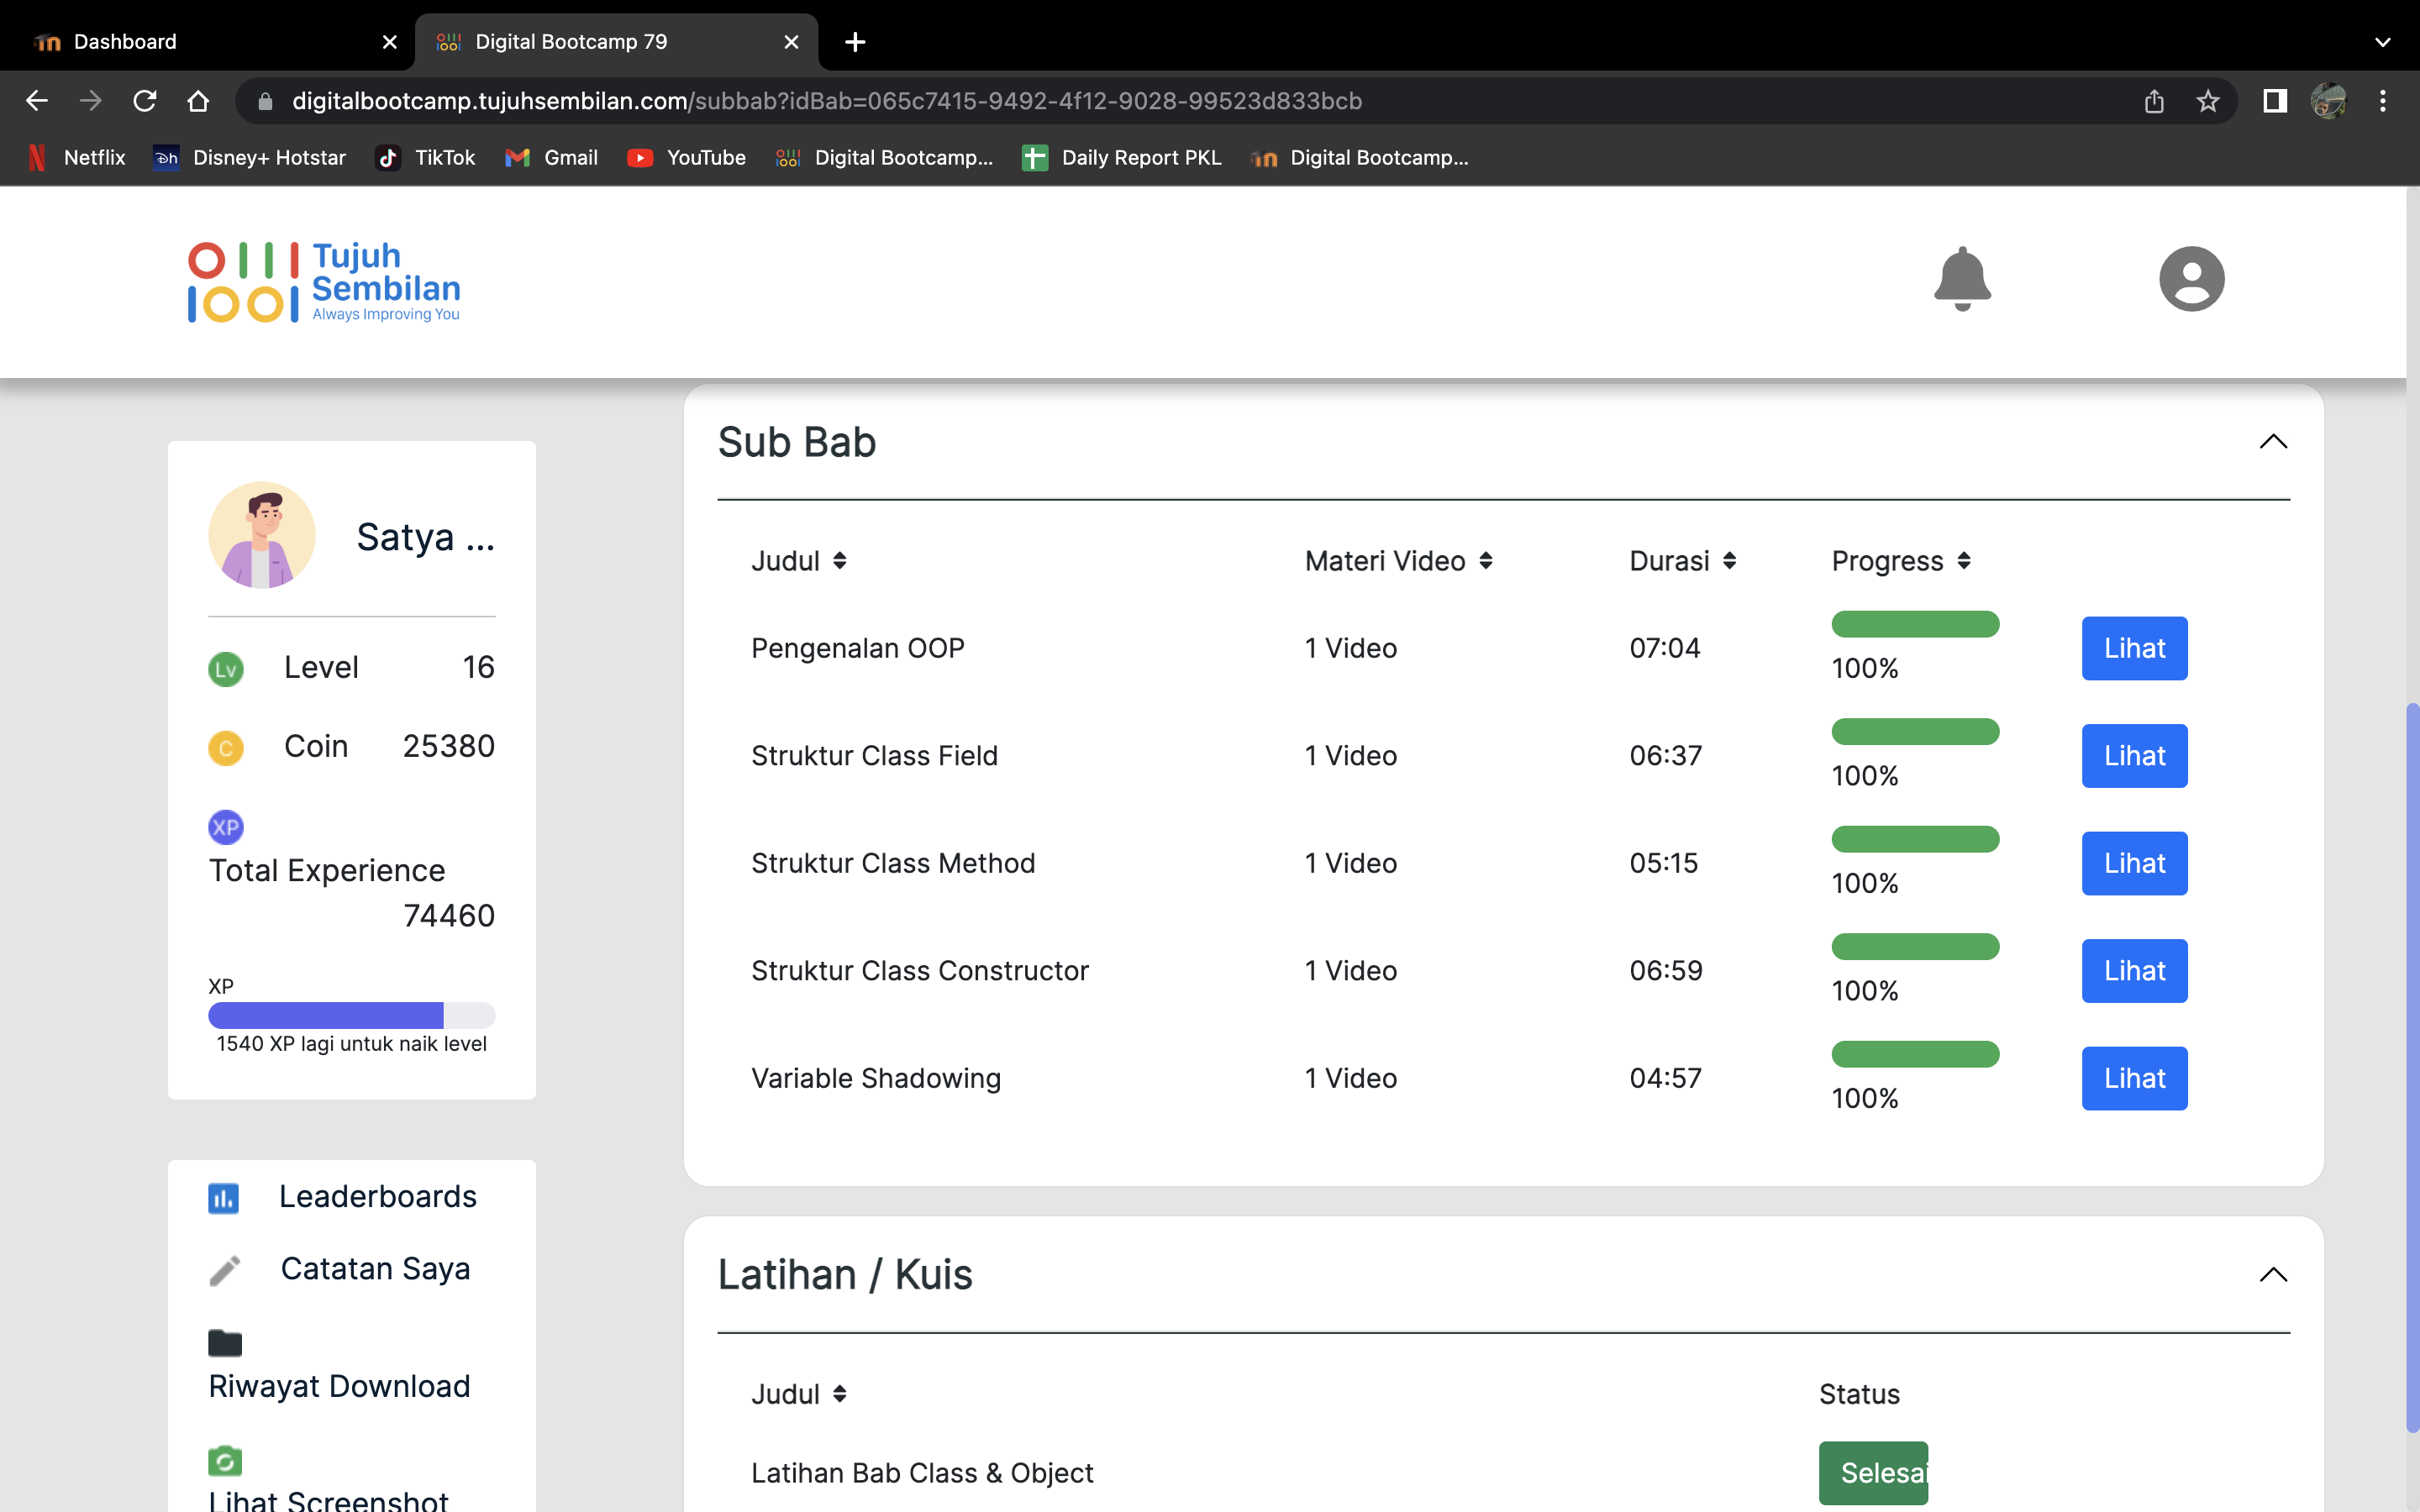 Dashboard
Digital Bootcamp 79
digitalbootcamp.tujuhsembilan.com/subbab?idBab=065c7415-9492-4f12-9028-99523d833bcb
Netflix
Disney+ Hotstar
TikTok
Gmail
YouTube
Digital Bootcamp...
Daily Report PKL
Digital Bootcamp...
Tujuh
Sembilan
Always Improving You
Satya ...
Lv Level 16
C Coin 25380
XP
Total Experience
74460
XP
1540 XP lagi untuk naik level
Leaderboards
Catatan Saya
Riwayat Download
Lihat Screenshot
Sub Bab
Judul Materi Video Durasi Progress
Pengenalan OOP 1 Video 07:04 100% Lihat
Struktur Class Field 1 Video 06:37 100% Lihat
Struktur Class Method 1 Video 05:15 100% Lihat
Struktur Class Constructor 1 Video 06:59 100% Lihat
Variable Shadowing 1 Video 04:57 100% Lihat
Latihan / Kuis
Judul Status
Latihan Bab Class & Object Selesai